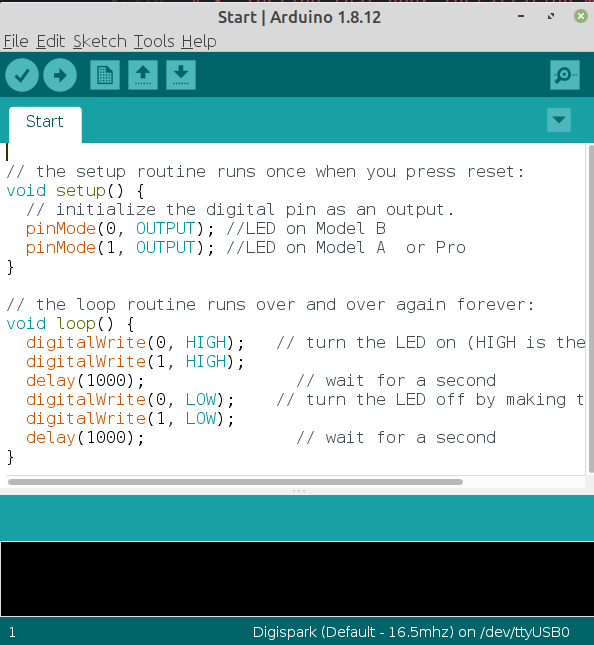 Start | Arduino 1.8.12
File Edit Sketch Tools Help
Start
// the setup routine runs once when you press reset:
void setup() {
  // initialize the digital pin as an output.
  pinMode(0, OUTPUT); //LED on Model B
  pinMode(1, OUTPUT); //LED on Model A  or Pro
}
// the loop routine runs over and over again forever:
void loop() {
  digitalWrite(0, HIGH);   // turn the LED on (HIGH is the
  digitalWrite(1, HIGH);
  delay(1000);               // wait for a second
  digitalWrite(0, LOW);    // turn the LED off by making t
  digitalWrite(1, LOW);
  delay(1000);               // wait for a second
}
1 Digispark (Default - 16.5mhz) on /dev/ttyUSB0